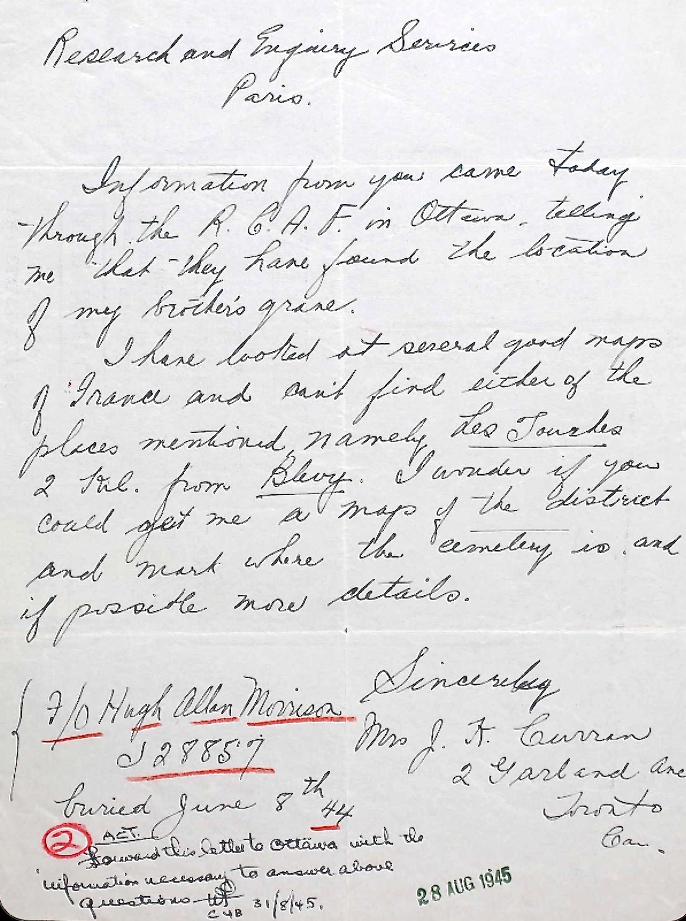 Research and Enquiry Services
Paris.
Information from you came today
through the R.C.A.F. in Ottawa, telling
me that they have found the location
of my brother's grave.
I have looked at several good maps
of France and can't find either of the
places mentioned, namely Les Tourdes
2 Kil. from Blevy. I wonder if you
could get me a map of the district
and mark where the cemetery is and
if possible more details.
Sincerely
Mrs J. H. Curran
2 Garland Ave
Toronto
Can.
F/O Hugh Allan Morrison
J28857
buried June 8th 44
2 ACT.
Forward this letter to Ottawa with the
information necessary to answer above
questions.
31/8/45.
28 AUG 1945